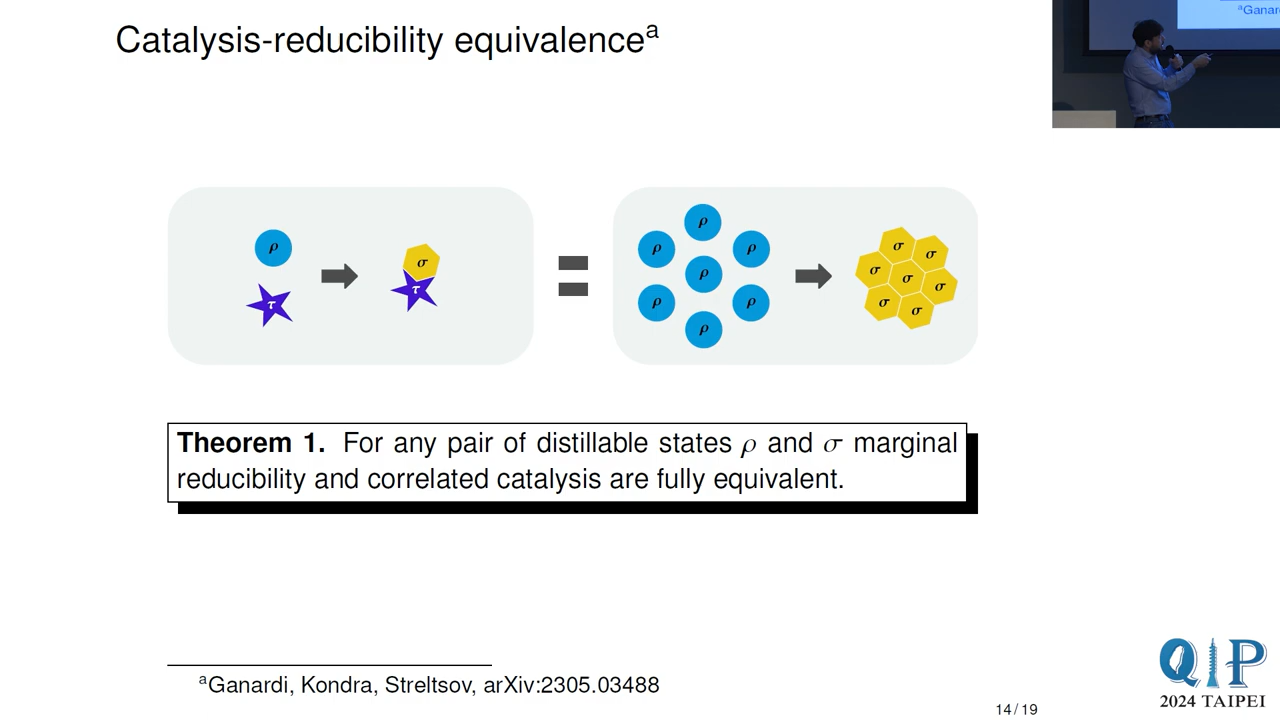 Catalysis-reducibility equivalenceᵃ
ᵃGanar
ρ
τ
σ
τ
ρ
ρ
ρ
ρ
ρ
ρ
ρ
σ
σ
σ
σ
σ
σ
σ
Theorem 1. For any pair of distillable states ρ and σ marginal
reducibility and correlated catalysis are fully equivalent.
ᵃGanardi, Kondra, Streltsov, arXiv:2305.03488
14 / 19
QIP
2024 TAIPEI